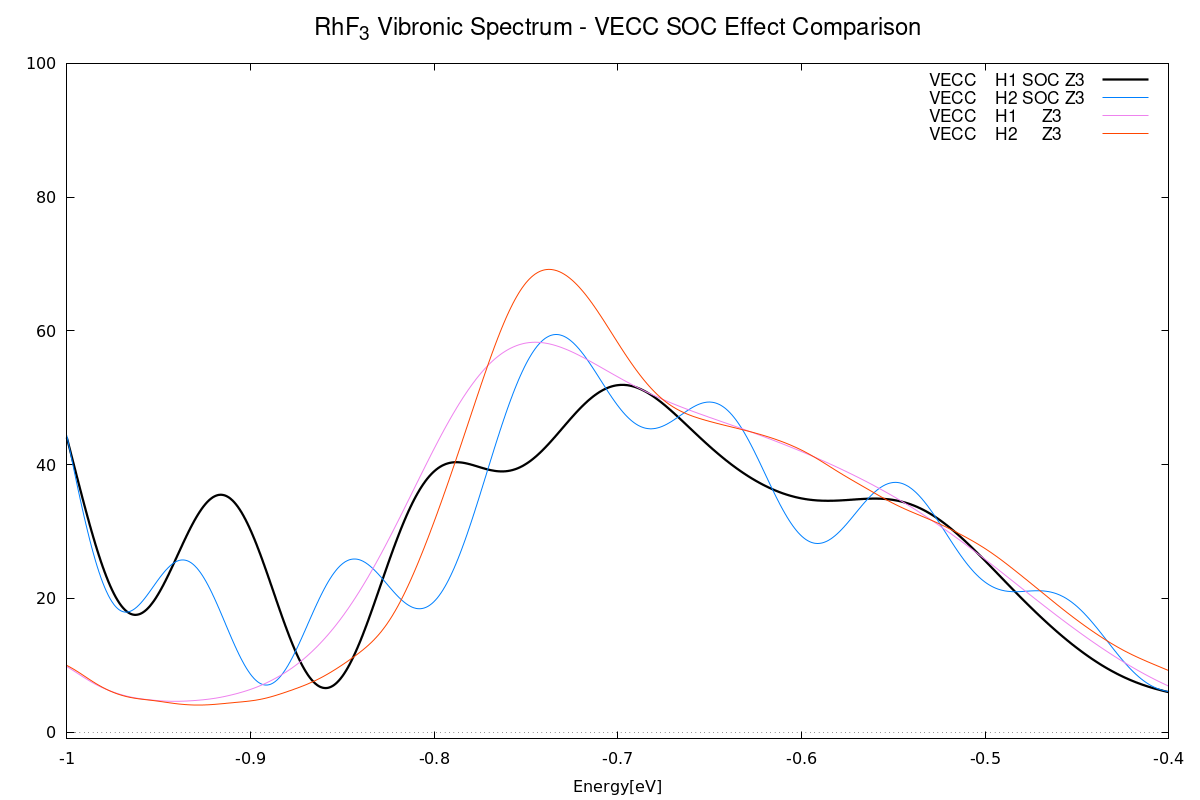 RhF3 Vibronic Spectrum - VECC SOC Effect Comparison
100
VECC H1 SOC Z3
VECC H2 SOC Z3
VECC H1 Z3
VECC H2 Z3
80
60
40
20
0
-1 -0.9 -0.8 -0.7 -0.6 -0.5 -0.4
Energy[eV]